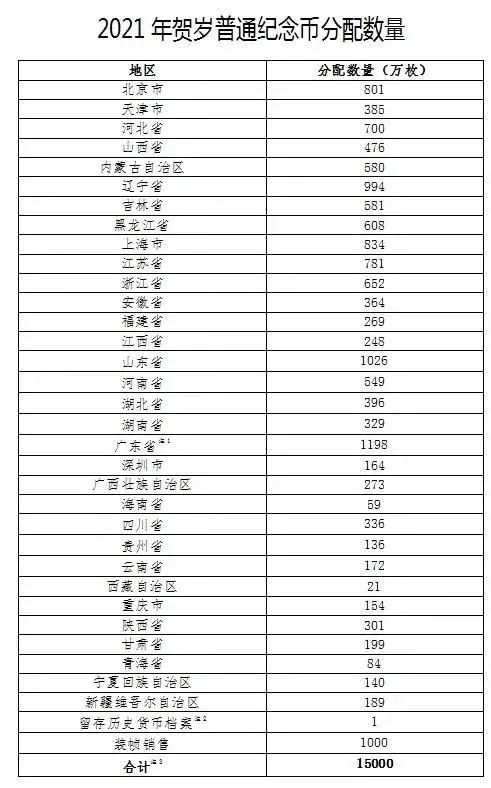 2021 年贺岁普通纪念币分配数量
地区 分配数量（万枚）
北京市 801
天津市 385
河北省 700
山西省 476
内蒙古自治区 580
辽宁省 994
吉林省 581
黑龙江省 608
上海市 834
江苏省 781
浙江省 652
安徽省 364
福建省 269
江西省 248
山东省 1026
河南省 549
湖北省 396
湖南省 329
广东省注1 1198
深圳市 164
广西壮族自治区 273
海南省 59
四川省 336
贵州省 136
云南省 172
西藏自治区 21
重庆市 154
陕西省 301
甘肃省 199
青海省 84
宁夏回族自治区 140
新疆维吾尔自治区 189
留存历史货币档案注2 1
装帧销售 1000
合计注3 15000